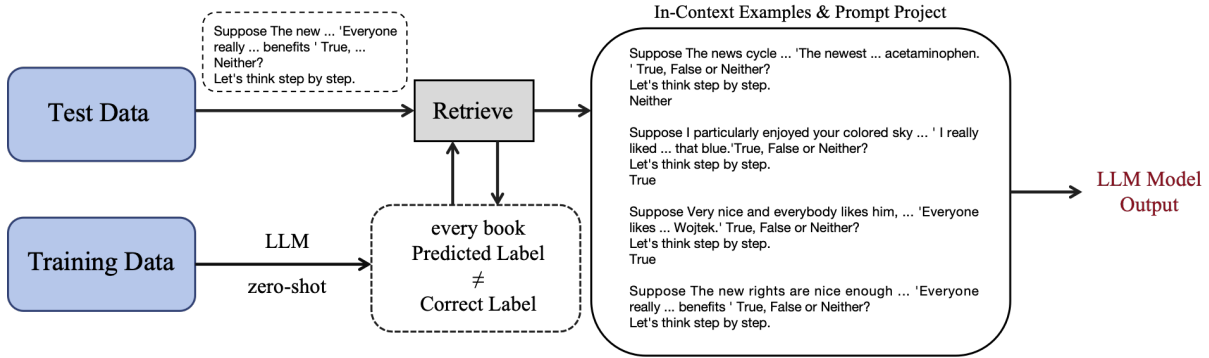 In-Context Examples & Prompt Project
Suppose The new ... 'Everyone
really ... benefits ' True, ...
Neither?
Let's think step by step.
Test Data
Retrieve
Training Data
LLM
zero-shot
every book
Predicted Label
≠
Correct Label
Suppose The news cycle ... 'The newest ... acetaminophen.
' True, False or Neither?
Let's think step by step.
Neither
Suppose I particularly enjoyed your colored sky ... ' I really
liked ... that blue.'True, False or Neither?
Let's think step by step.
True
Suppose Very nice and everybody likes him, ... 'Everyone
likes ... Wojtek.' True, False or Neither?
Let's think step by step.
True
Suppose The new rights are nice enough ... 'Everyone
really ... benefits ' True, False or Neither?
Let's think step by step.
LLM Model
Output